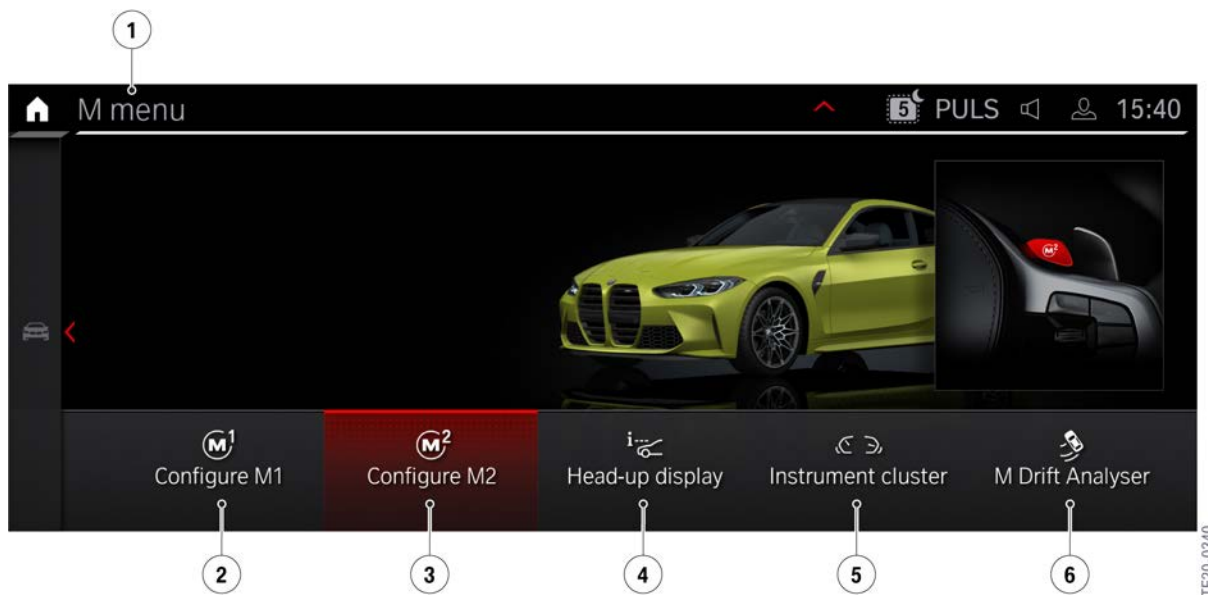 1
M menu
5 PULS 15:40
M²
M¹
Configure M1
M²
Configure M2
i
Head-up display
Instrument cluster
M Drift Analyser
2
3
4
5
6
TE20-0240